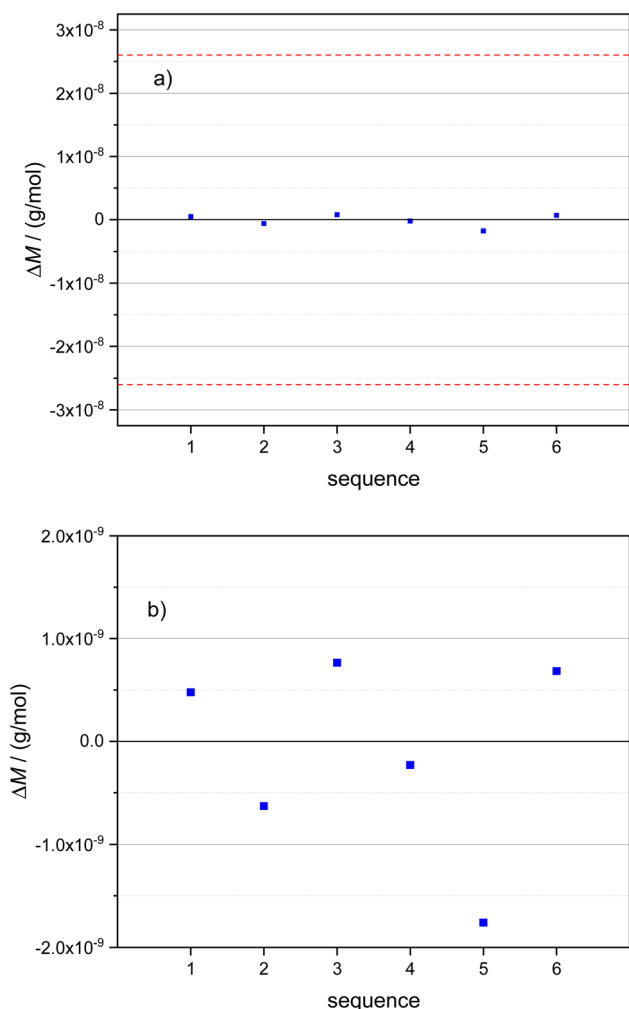 3x10⁻⁸
a)
2x10⁻⁸
1x10⁻⁸
0
-1x10⁻⁸
-2x10⁻⁸
-3x10⁻⁸
ΔM / (g/mol)
1 2 3 4 5 6
sequence
2.0x10⁻⁹
b)
1.0x10⁻⁹
0.0
-1.0x10⁻⁹
-2.0x10⁻⁹
ΔM / (g/mol)
1 2 3 4 5 6
sequence